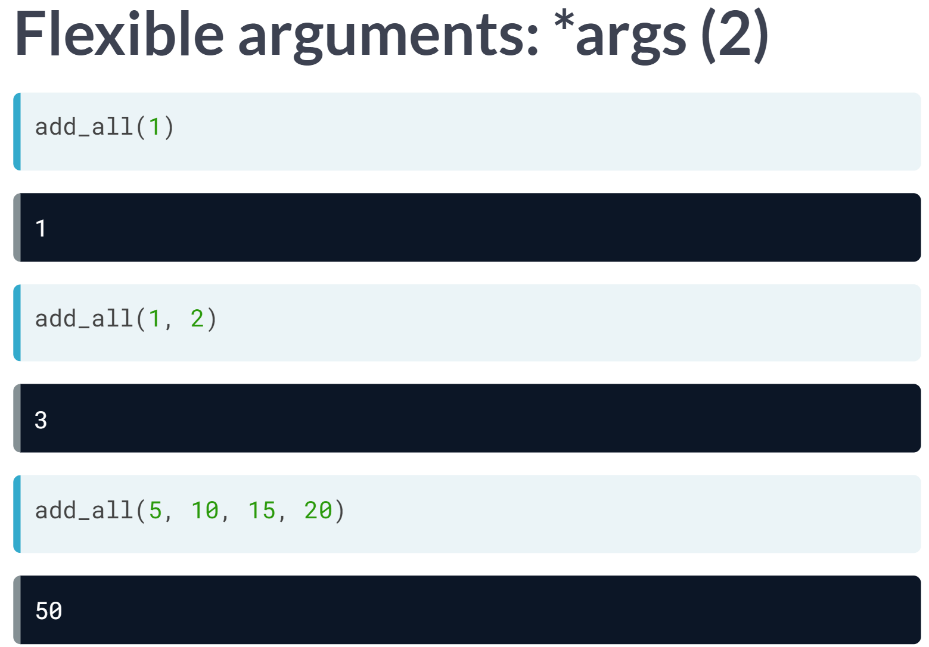 Flexible arguments: *args (2)
add_all(1)
1
add_all(1, 2)
3
add_all(5, 10, 15, 20)
50